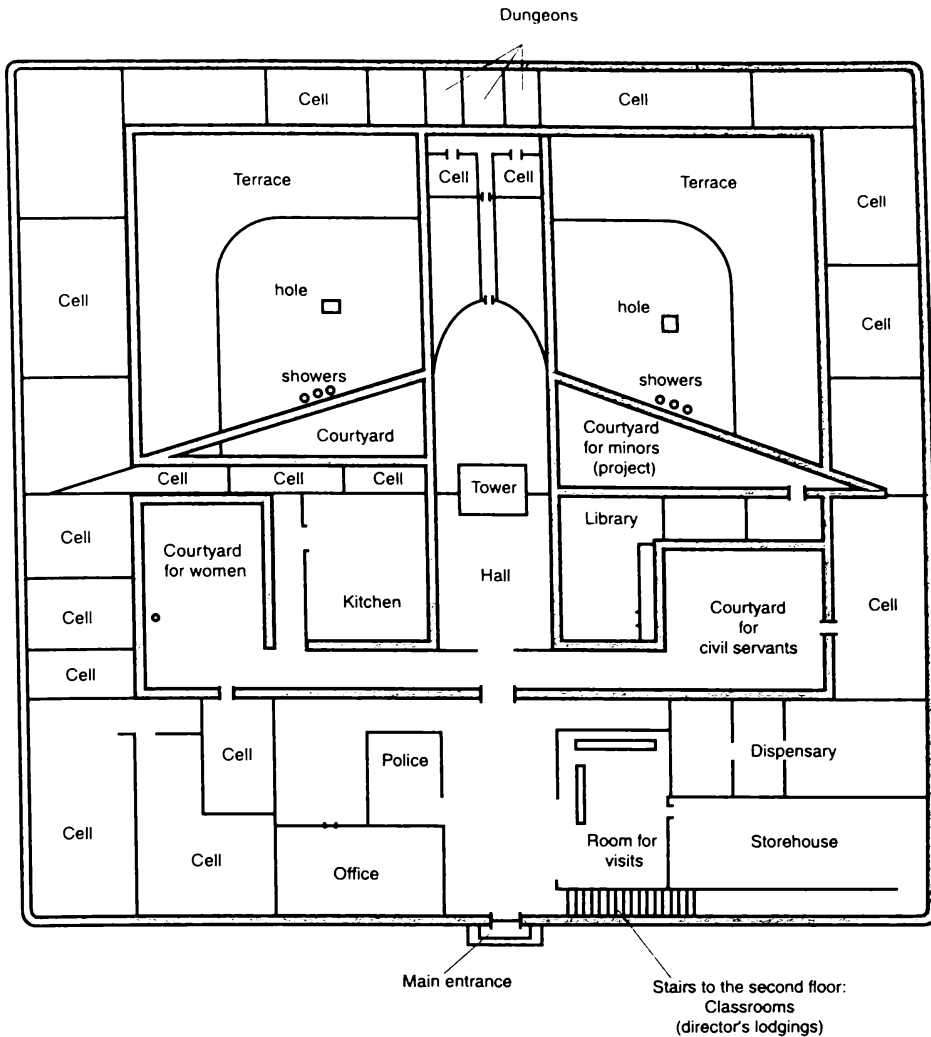 Dungeons
Cell
Cell
Terrace
Cell
Cell
Terrace
Cell
Cell
hole
hole
Cell
showers
showers
Courtyard
Courtyard
for minors
(project)
Cell
Cell
Cell
Tower
Library
Cell
Courtyard
for women
Kitchen
Hall
Courtyard
for
civil servants
Cell
Cell
Cell
Cell
Police
Dispensary
Cell
Cell
Office
Room for
visits
Storehouse
Main entrance
Stairs to the second floor:
Classrooms
(director's lodgings)